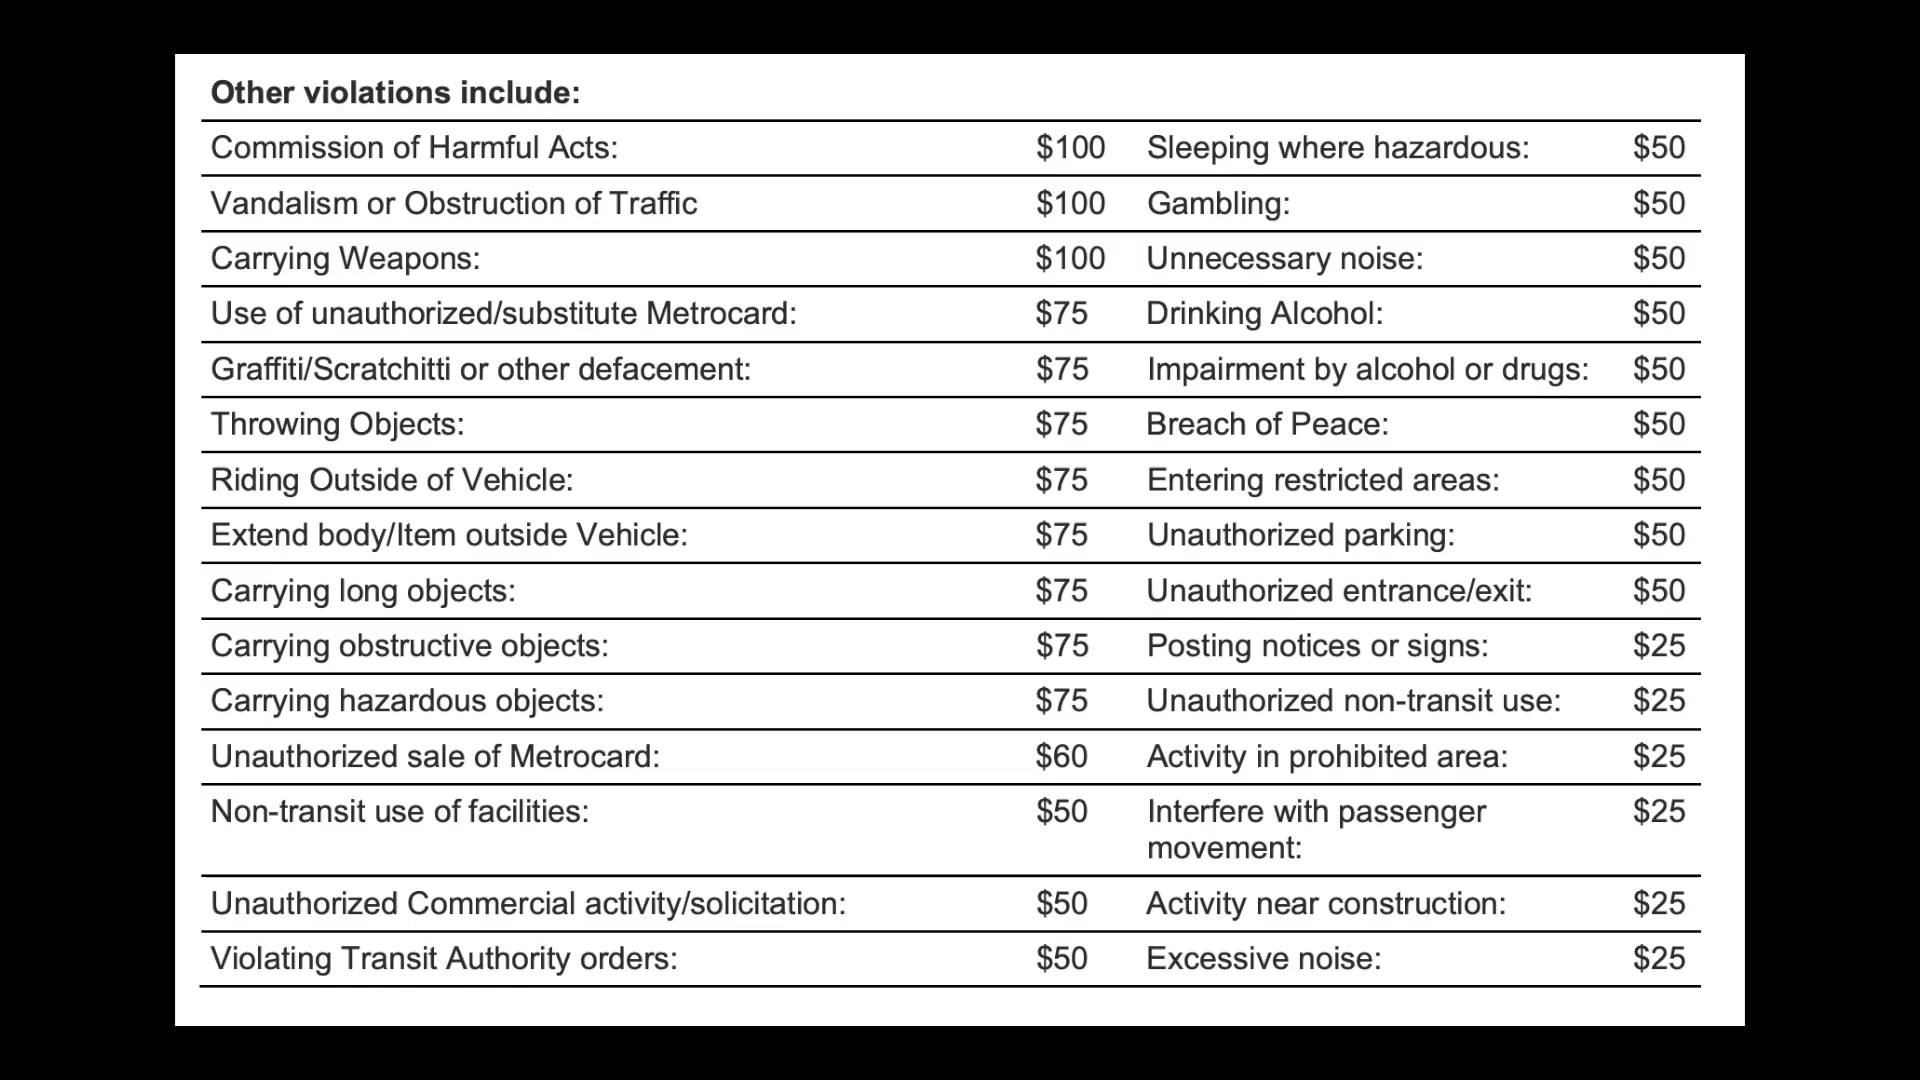 Other violations include:
Commission of Harmful Acts: $100 Sleeping where hazardous: $50
Vandalism or Obstruction of Traffic $100 Gambling: $50
Carrying Weapons: $100 Unnecessary noise: $50
Use of unauthorized/substitute Metrocard: $75 Drinking Alcohol: $50
Graffiti/Scratchitti or other defacement: $75 Impairment by alcohol or drugs: $50
Throwing Objects: $75 Breach of Peace: $50
Riding Outside of Vehicle: $75 Entering restricted areas: $50
Extend body/Item outside Vehicle: $75 Unauthorized parking: $50
Carrying long objects: $75 Unauthorized entrance/exit: $50
Carrying obstructive objects: $75 Posting notices or signs: $25
Carrying hazardous objects: $75 Unauthorized non-transit use: $25
Unauthorized sale of Metrocard: $60 Activity in prohibited area: $25
Non-transit use of facilities: $50 Interfere with passenger $25
movement:
Unauthorized Commercial activity/solicitation: $50 Activity near construction: $25
Violating Transit Authority orders: $50 Excessive noise: $25